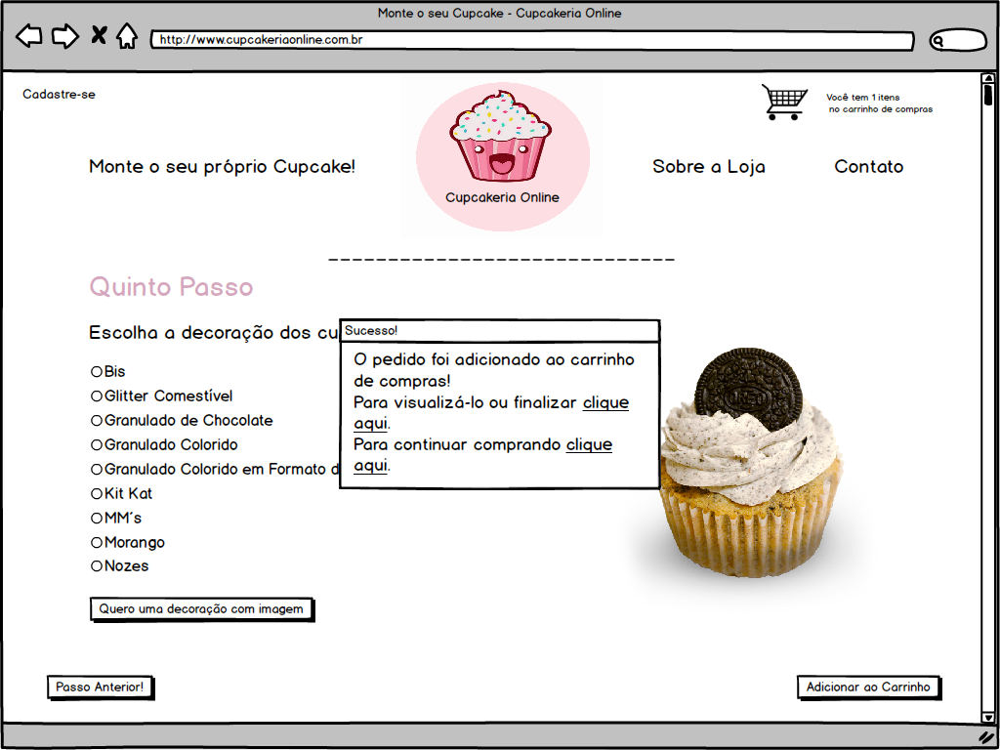 Monte o seu Cupcake - Cupcakeria Online
http://www.cupcakeriaonline.com.br
Cadastre-se
Você tem 1 itens
no carrinho de compras
Monte o seu próprio Cupcake!
Cupcakeria Online
Sobre a Loja
Contato
Quinto Passo
Escolha a decoração dos
Sucesso!
O pedido foi adicionado ao carrinho
de compras!
Para visualizá-lo ou finalizar clique
aqui.
Para continuar comprando clique
aqui.
Bis
Glitter Comestível
Granulado de Chocolate
Granulado Colorido
Granulado Colorido em Formato
Kit Kat
MM´s
Morango
Nozes
Quero uma decoração com imagem
Passo Anterior!
Adicionar ao Carrinho